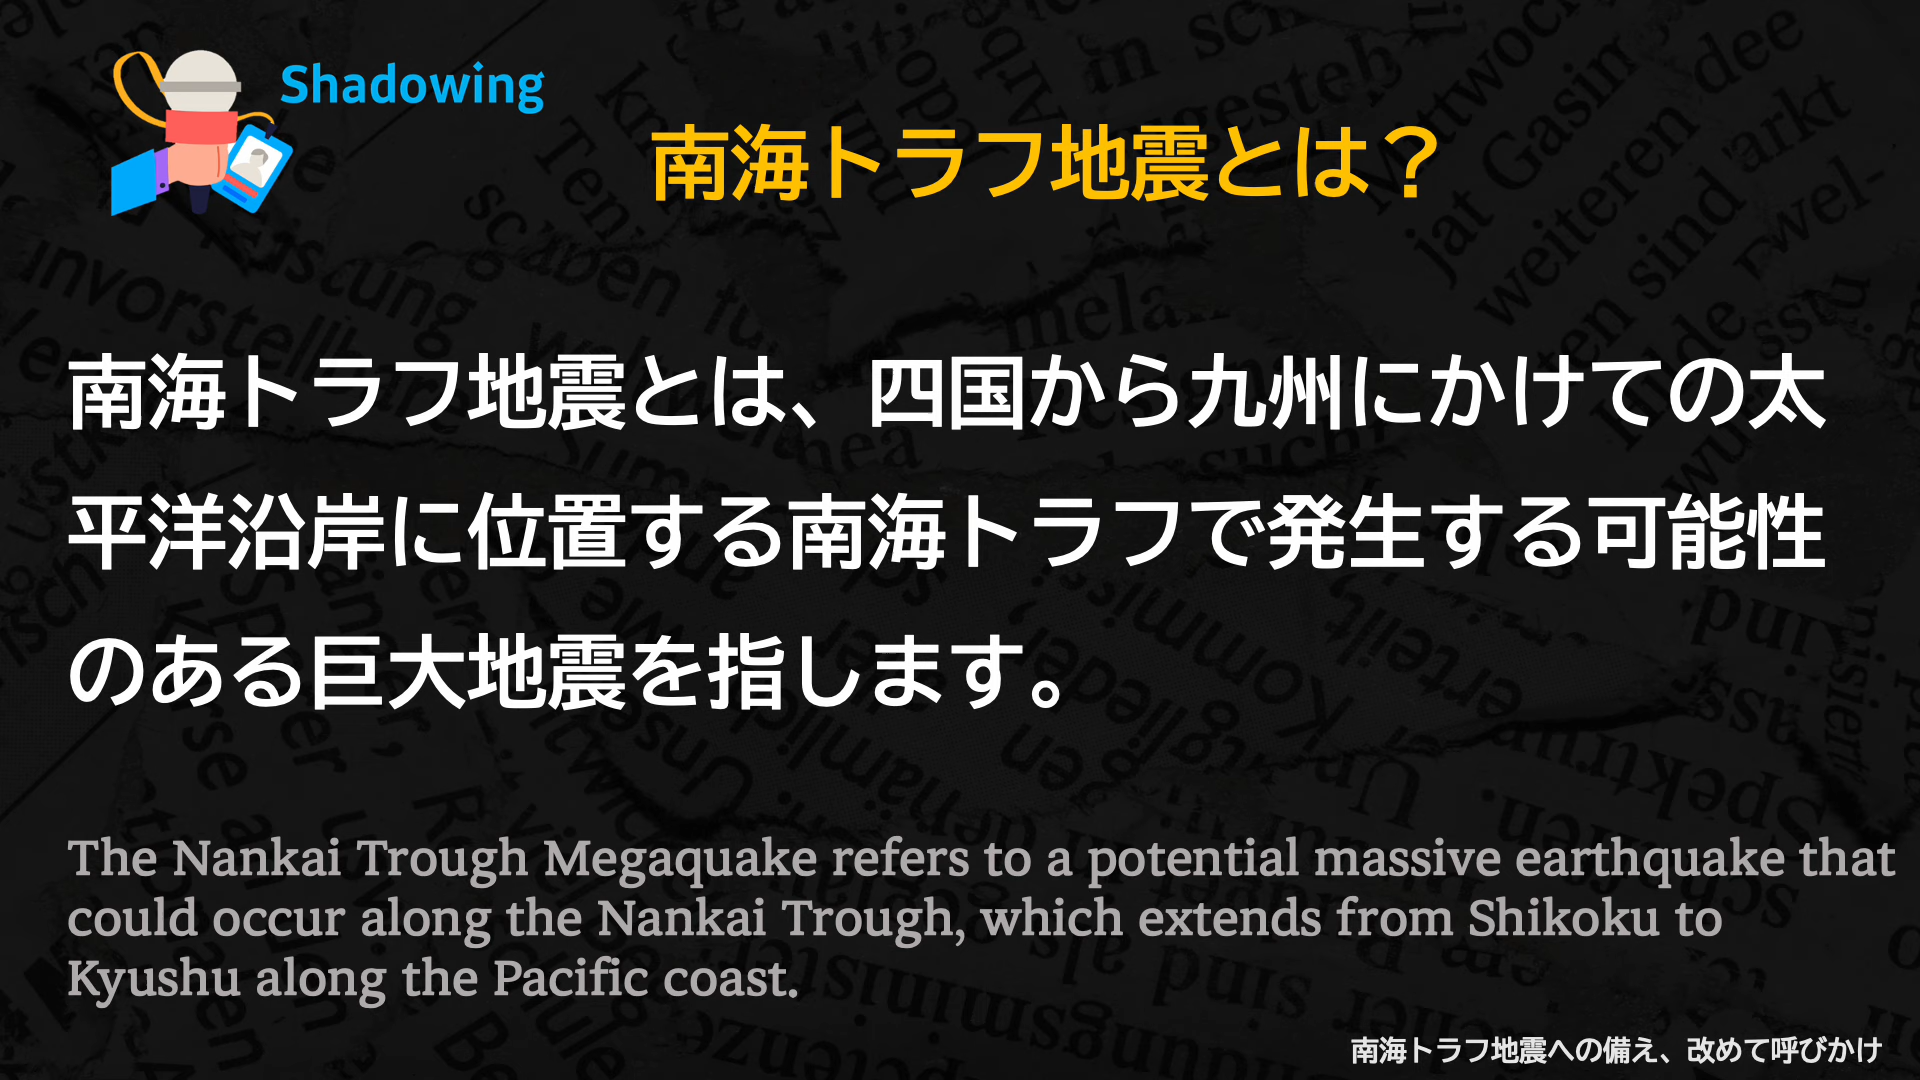 Shadowing
南海トラフ地震とは？
南海トラフ地震とは、四国から九州にかけての太
平洋沿岸に位置する南海トラフで発生する可能性
のある巨大地震を指します。
The Nankai Trough Megaquake refers to a potential massive earthquake that
could occur along the Nankai Trough, which extends from Shikoku to
Kyushu along the Pacific coast.
南海トラフ地震への備え、改めて呼びかけ